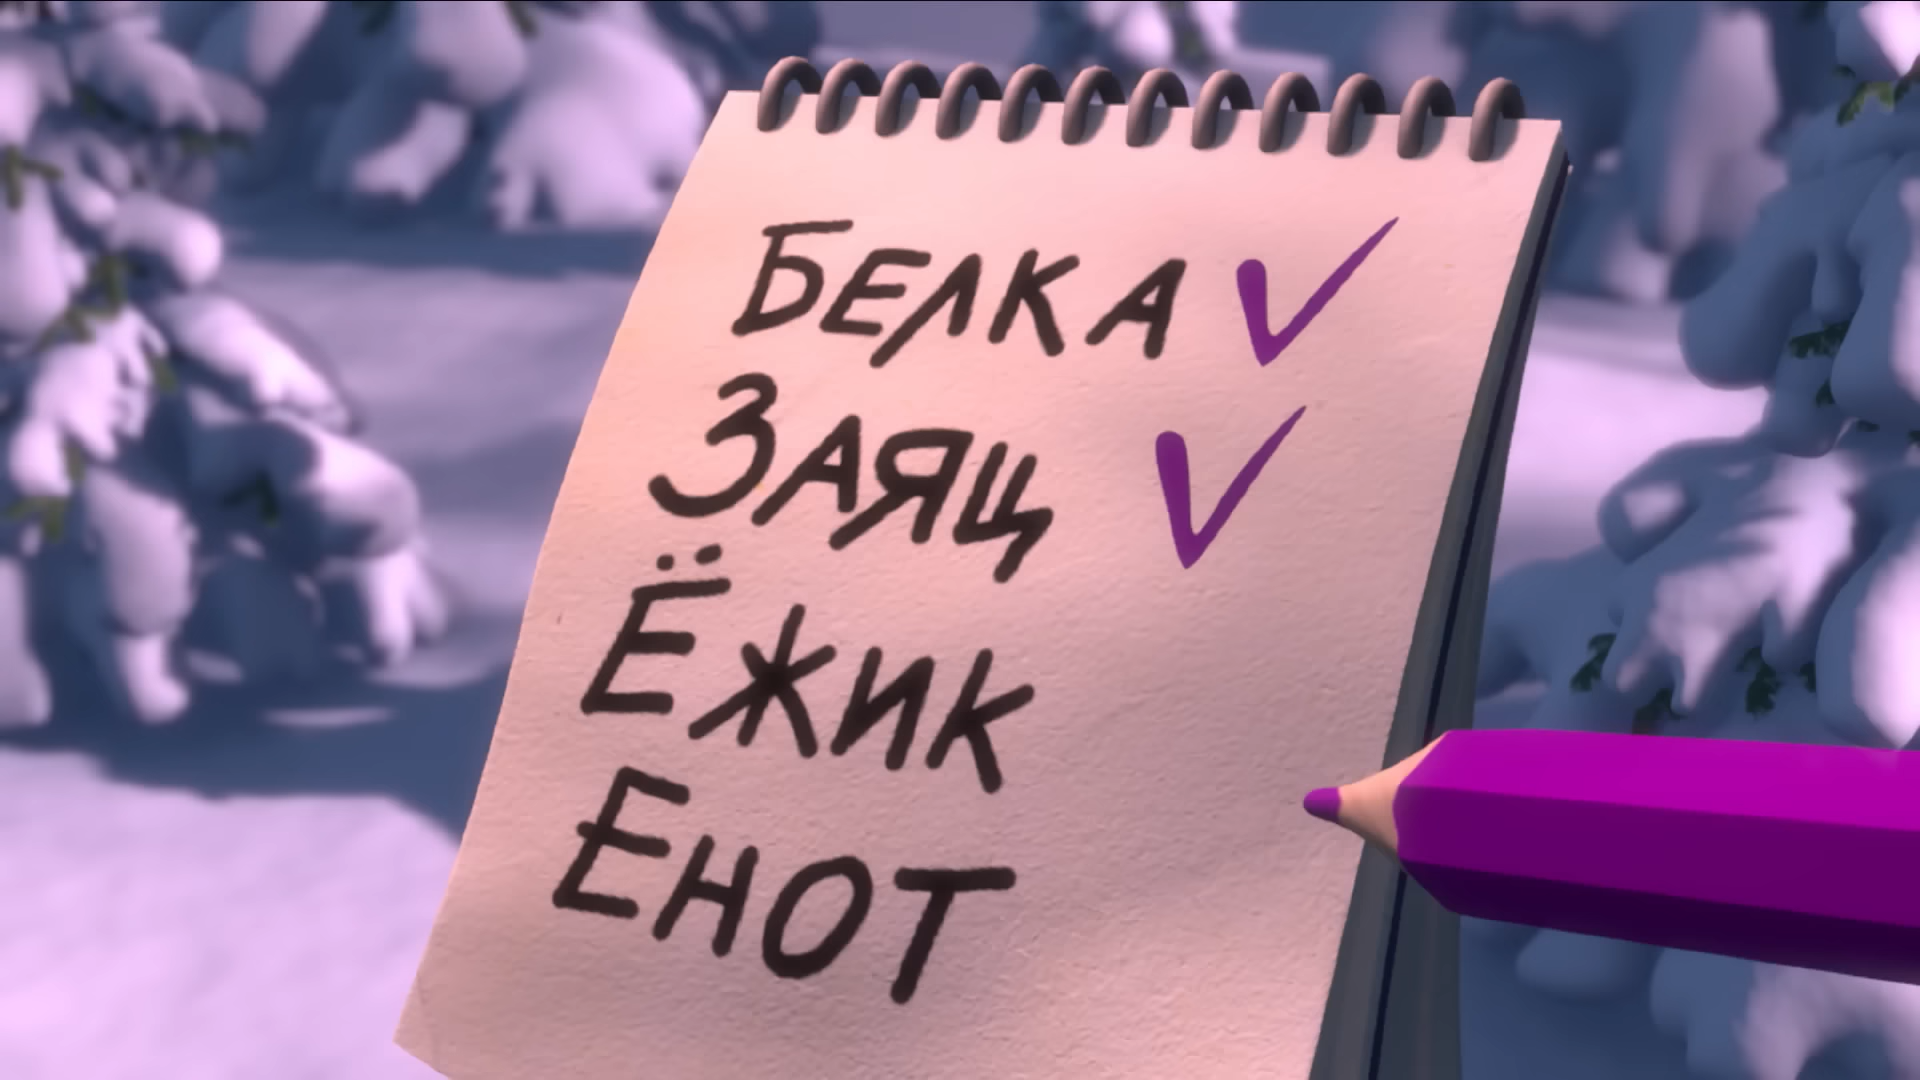 Белка ✓
Заяц ✓
Ёжик
Енот